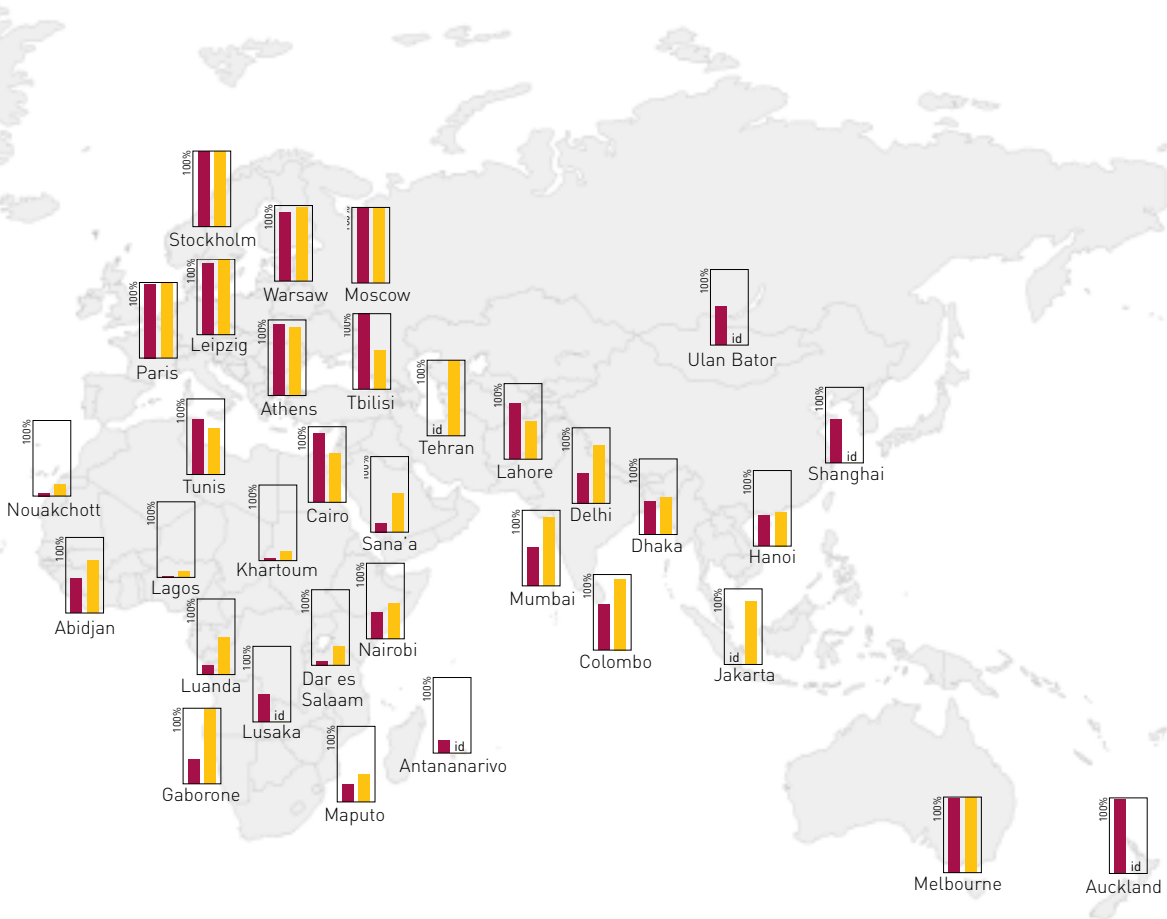 100%
Stockholm
100%
Warsaw
100%
Moscow
100%
Leipzig
100%
Paris
100%
Athens
100%
Tbilisi
100%
id
Tehran
100%
Lahore
100%
id
Ulan Bator
100%
id
Shanghai
100%
Nouakchott
100%
Tunis
100%
Cairo
100%
Sana'a
100%
Delhi
100%
Dhaka
100%
Hanoi
100%
Khartoum
100%
Lagos
100%
Abidjan
100%
Mumbai
100%
Colombo
100%
id
Jakarta
100%
Nairobi
100%
Luanda
100%
Dar es
Salaam
100%
id
Lusaka
100%
id
Antananarivo
100%
Gaborone
100%
Maputo
100%
Melbourne
100%
id
Auckland